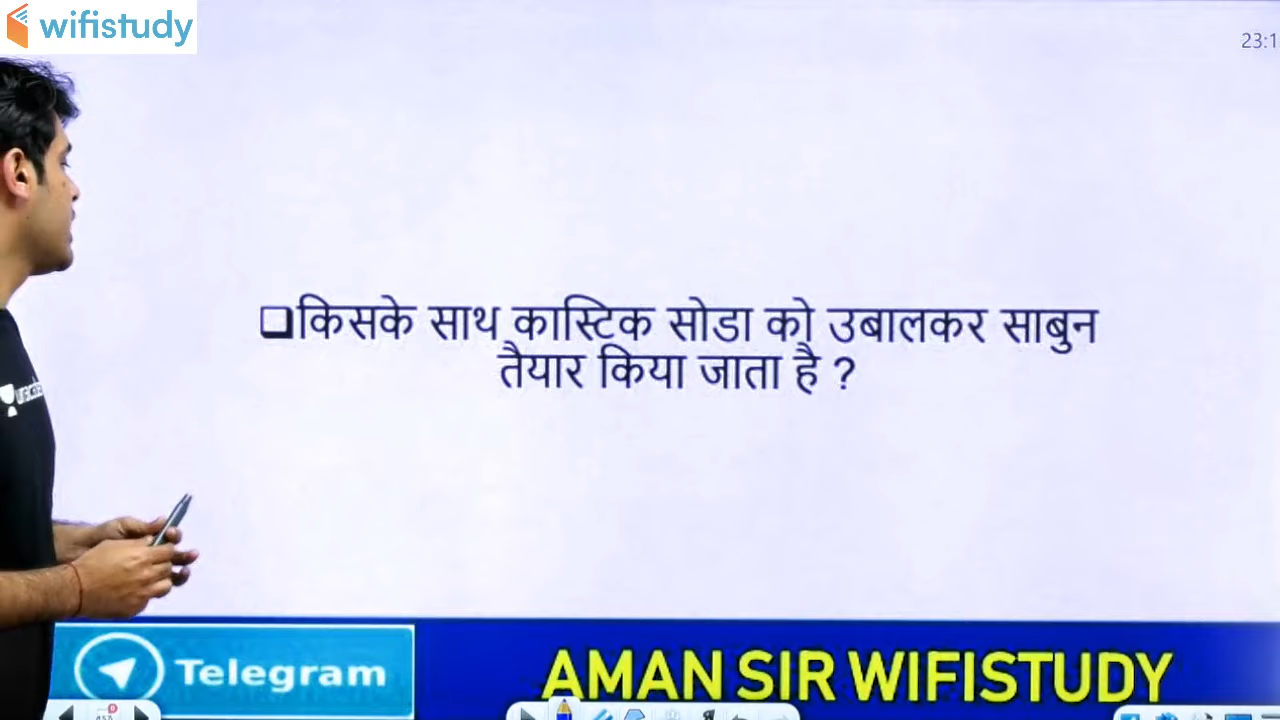 wifistudy
23:1
❑किसके साथ कास्टिक सोडा को उबालकर साबुन
तैयार किया जाता है ?
Telegram
AMAN SIR WIFISTUDY